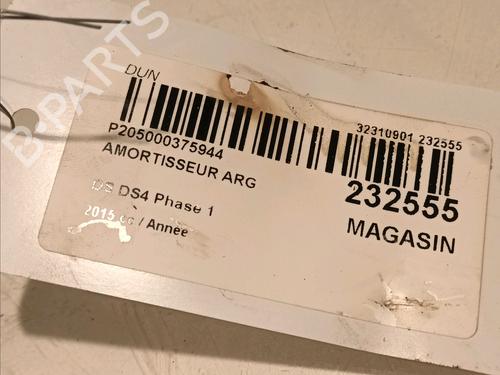 DUN
32310901 232555
P205000375944
AMORTISSEUR ARG
232555
DS DS4 Phase 1
MAGASIN
2015 / Année
B-PARTS